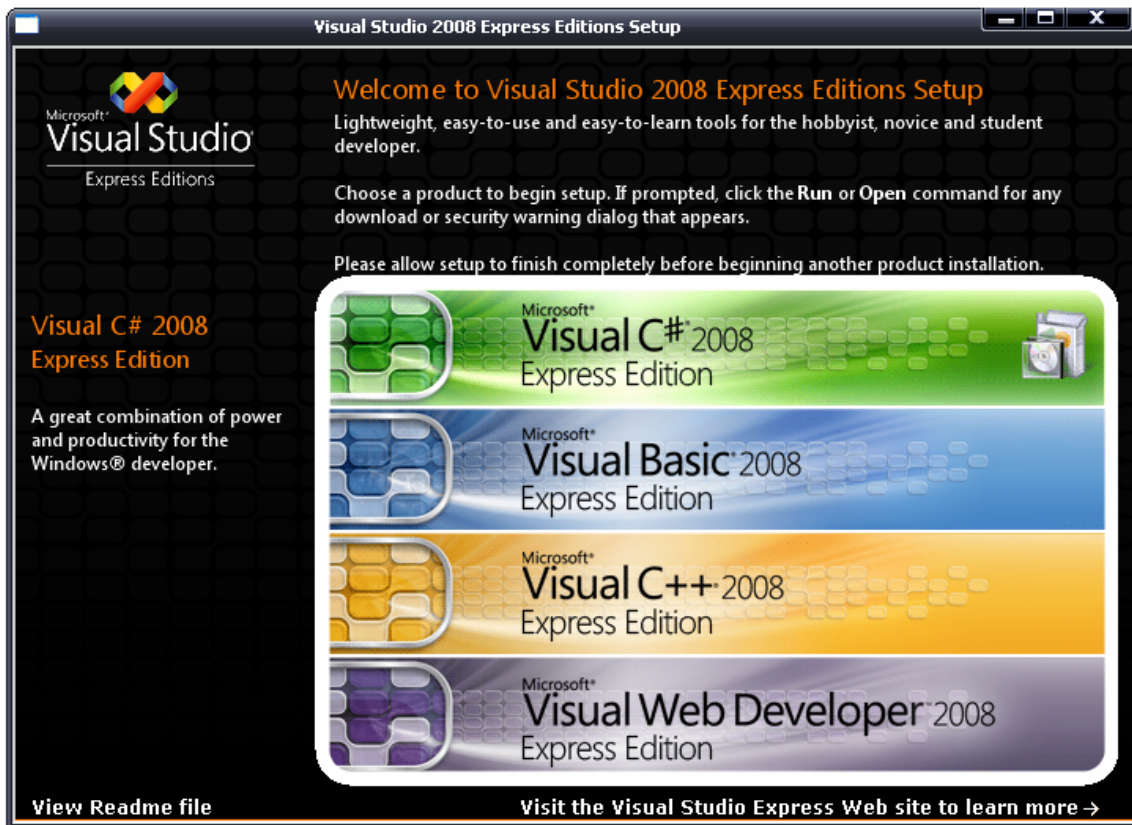 Visual Studio 2008 Express Editions Setup
Microsoft®
Visual Studio®
Express Editions
Welcome to Visual Studio 2008 Express Editions Setup
Lightweight, easy-to-use and easy-to-learn tools for the hobbyist, novice and student
developer.
Choose a product to begin setup. If prompted, click the Run or Open command for any
download or security warning dialog that appears.
Please allow setup to finish completely before beginning another product installation.
Visual C# 2008
Express Edition
A great combination of power
and productivity for the
Windows® developer.
Microsoft®
Visual C#® 2008
Express Edition
Microsoft®
Visual Basic® 2008
Express Edition
Microsoft®
Visual C++® 2008
Express Edition
Microsoft®
Visual Web Developer™ 2008
Express Edition
View Readme file
Visit the Visual Studio Express Web site to learn more →